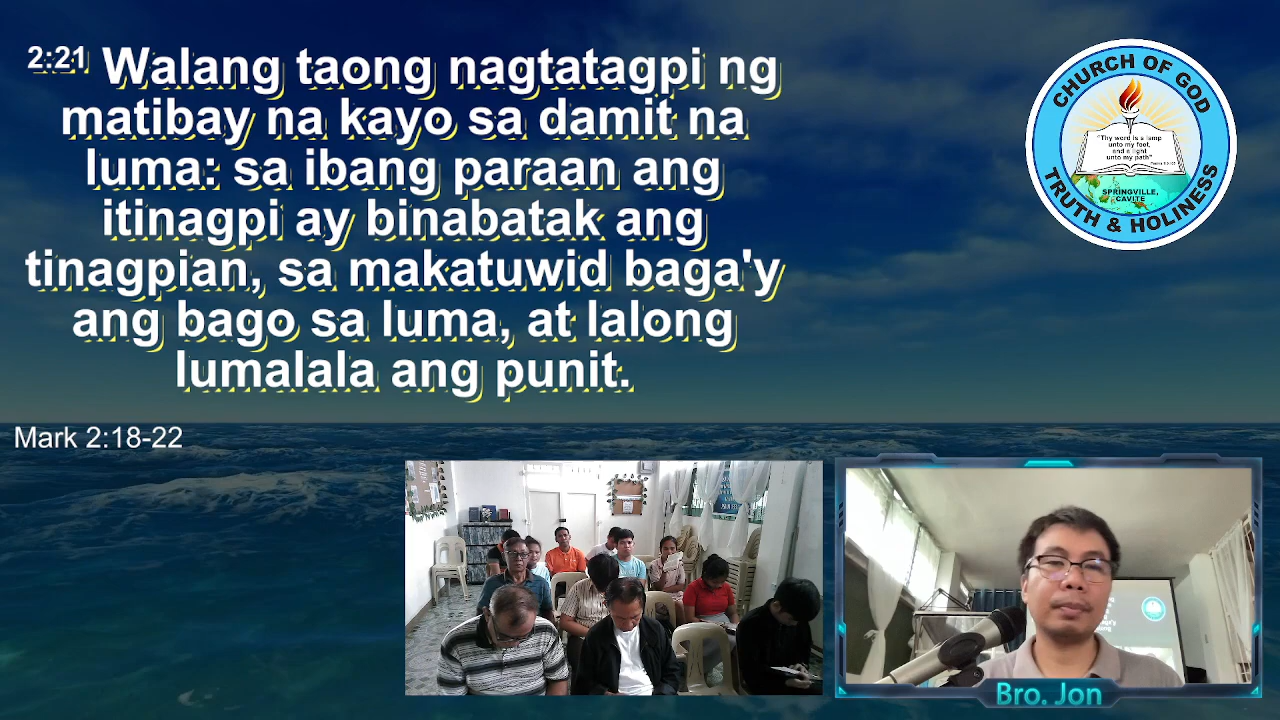 2:21 Walang taong nagtatagpi ng
matibay na kayo sa damit na
luma: sa ibang paraan ang
itinagpi ay binabatak ang
tinagpian, sa makatuwid baga'y
ang bago sa luma, at lalong
lumalala ang punit.
Mark 2:18-22
CHURCH OF GOD
"Thy word is a lamp
unto my feet,
and a light
unto my path"
SPRINGVILLE,
CAVITE
TRUTH & HOLINESS
Bro. Jon